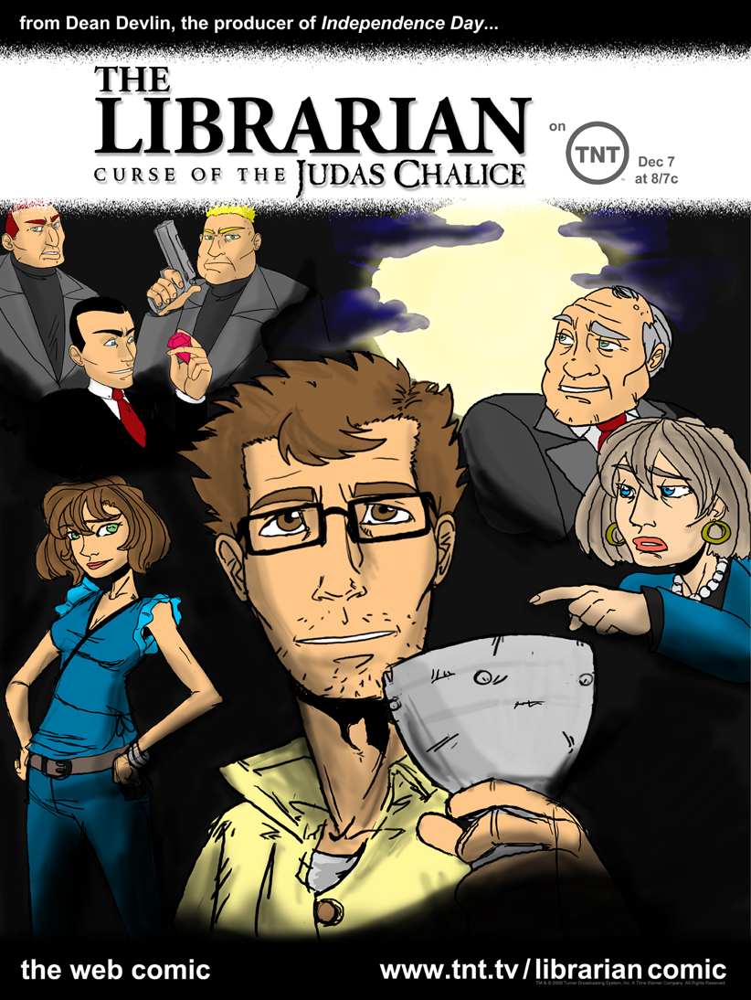 from Dean Devlin, the producer of Independence Day...
THE
LIBRARIAN
CURSE OF THE JUDAS CHALICE
on
TNT
™
Dec 7
at 8/7c
the web comic
www.tnt.tv/librariancomic
TM & © 2008 Turner Broadcasting System, Inc. A Time Warner Company. All Rights Reserved.